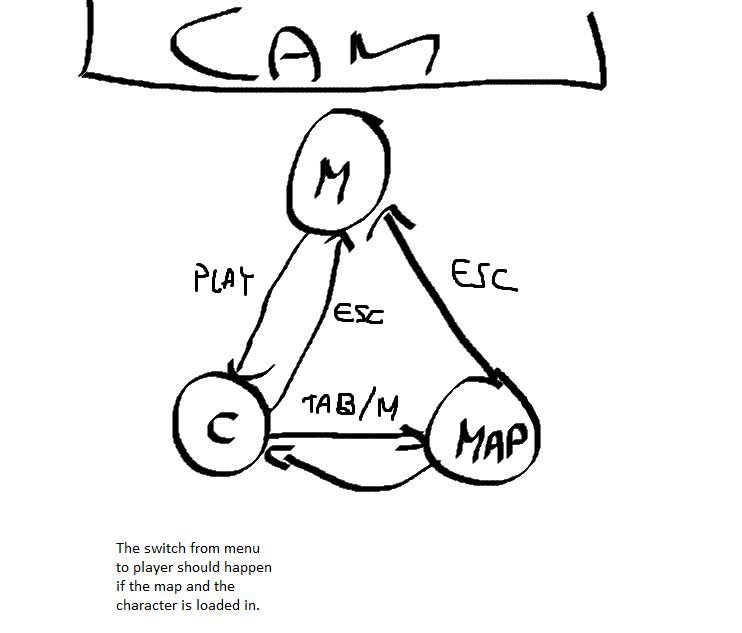 CAM
M
PLAY
ESC
ESC
TAB/M
C
MAP
The switch from menu
to player should happen
if the map and the
character is loaded in.